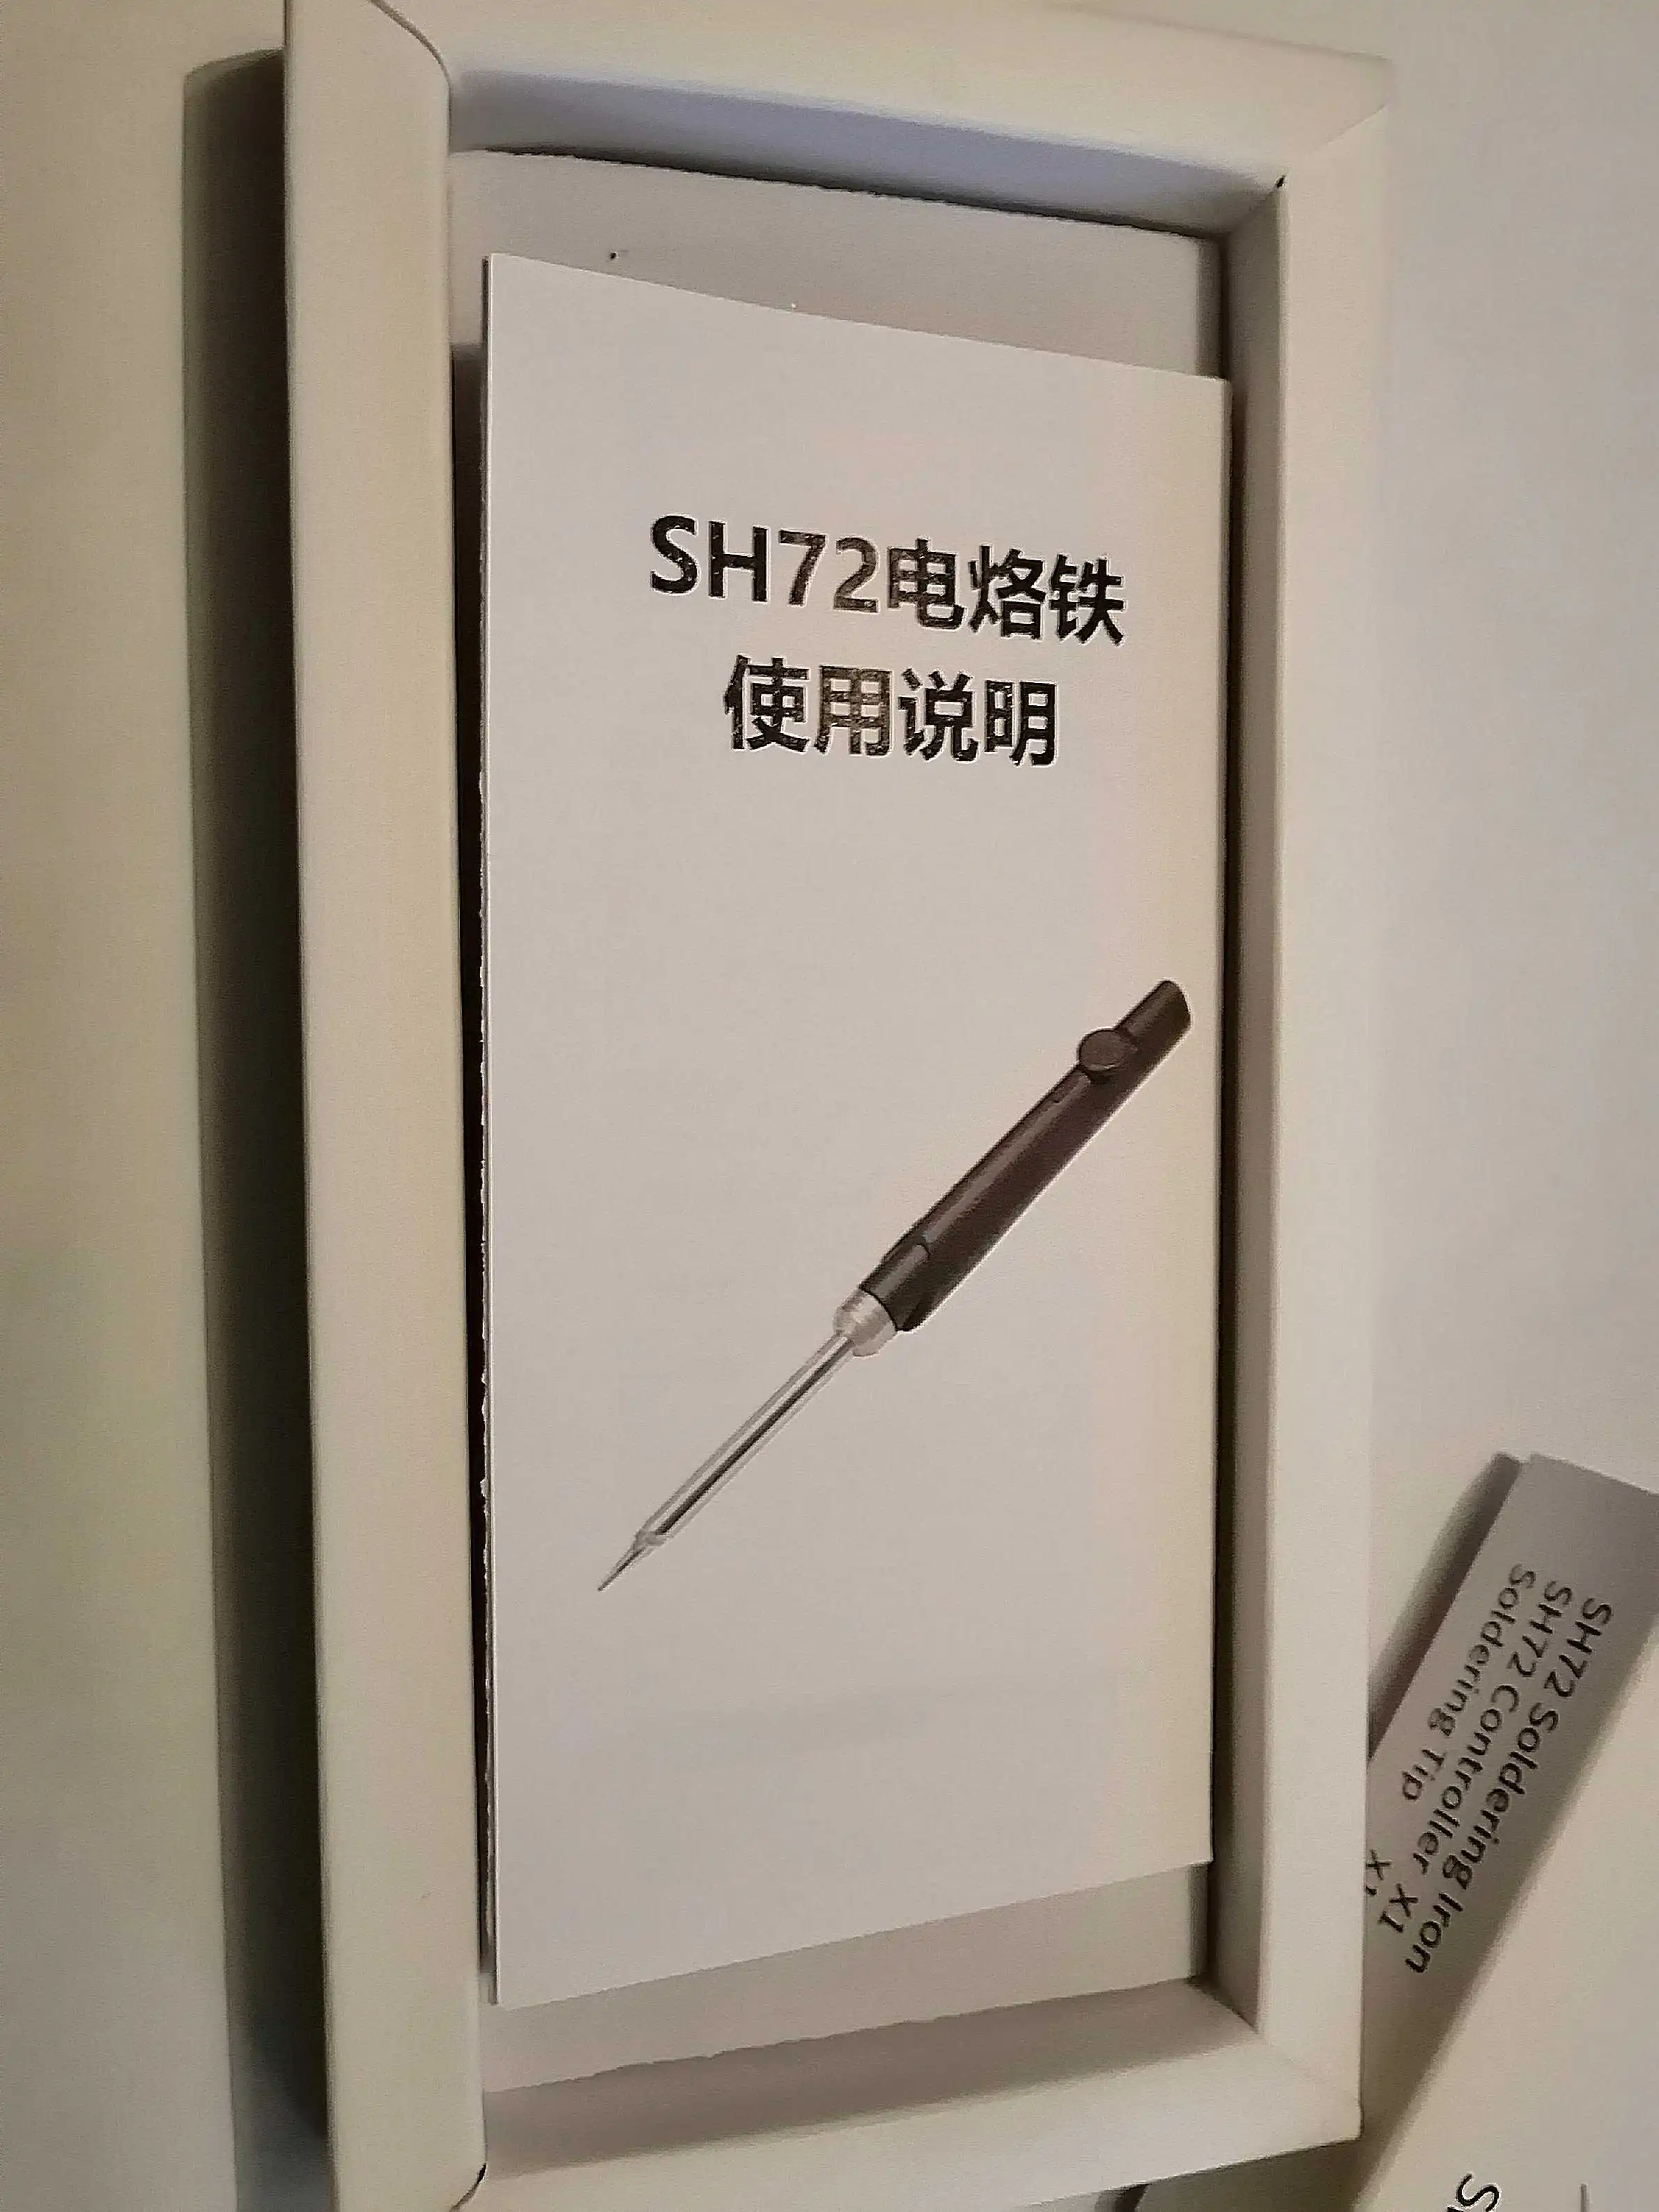 SH72电烙铁
使用说明
SH72 Soldering Iron
SH72 Controller X1
Soldering Tip X1